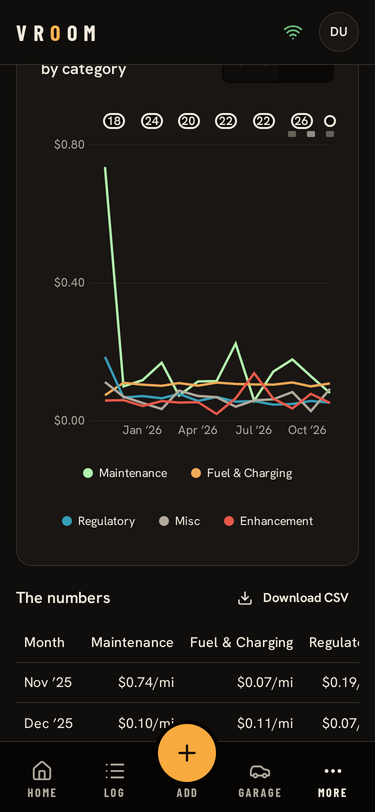 VROOM
DU
by category
18 24 20 22 22 26
$0.80
$0.40
$0.00
Jan ’26 Apr ’26 Jul ’26 Oct ’26
Maintenance Fuel & Charging
Regulatory Misc Enhancement
The numbers Download CSV
Month Maintenance Fuel & Charging Regulato
Nov ’25 $0.74/mi $0.07/mi $0.19/
Dec ’25 $0.10/mi $0.11/mi $0.07/
HOME LOG ADD GARAGE MORE